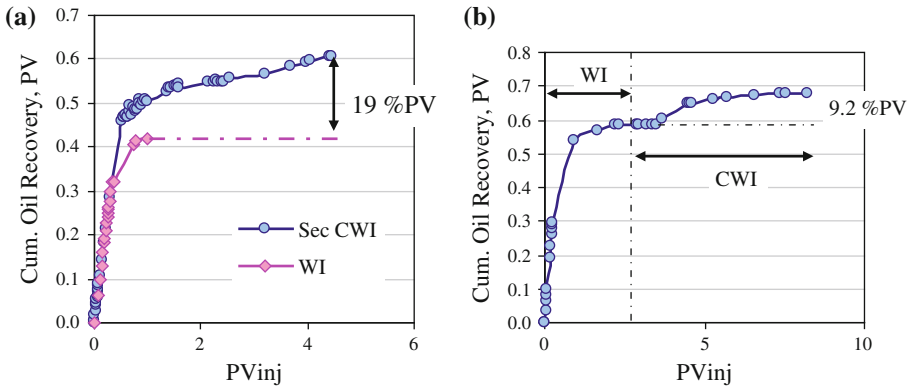 (a)
Cum. Oil Recovery, PV
0.7
0.6
0.5
0.4
0.3
0.2
0.1
0.0
0
2
4
6
PVinj
19 %PV
Sec CWI
WI
(b)
Cum. Oil Recovery, PV
0.8
0.7
0.6
0.5
0.4
0.3
0.2
0.1
0.0
0
5
10
PVinj
WI
9.2 %PV
CWI